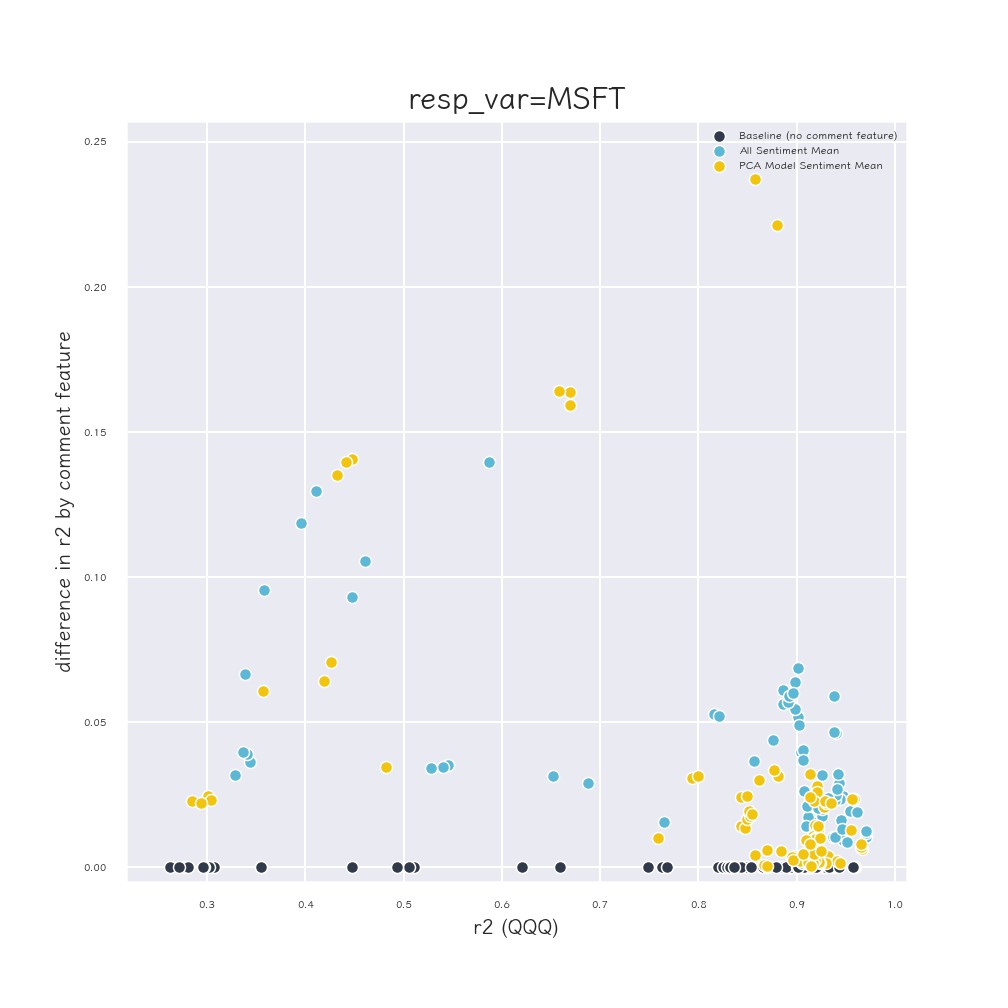 resp_var=MSFT
Baseline (no comment feature)
All Sentiment Mean
PCA Model Sentiment Mean
0.25
0.20
0.15
0.10
0.05
0.00
difference in r2 by comment feature
0.3 0.4 0.5 0.6 0.7 0.8 0.9 1.0
r2 (QQQ)